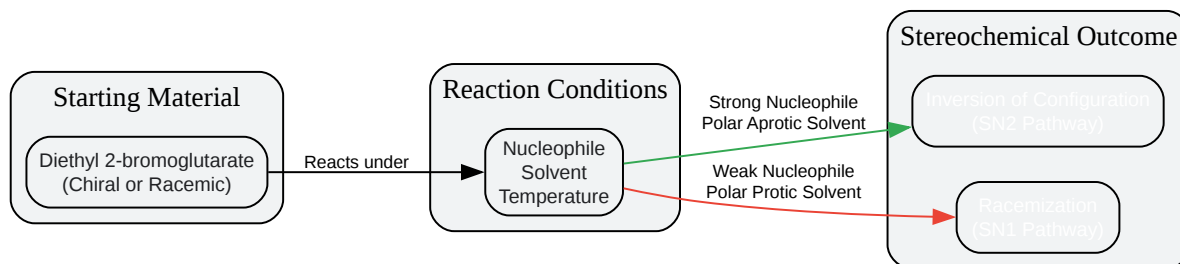 Starting Material
Diethyl 2-bromoglutarate
(Chiral or Racemic)
Reacts under
Reaction Conditions
Nucleophile
Solvent
Temperature
Strong Nucleophile
Polar Aprotic Solvent
Weak Nucleophile
Polar Protic Solvent
Stereochemical Outcome
Inversion of Configuration
(SN2 Pathway)
Racemization
(SN1 Pathway)